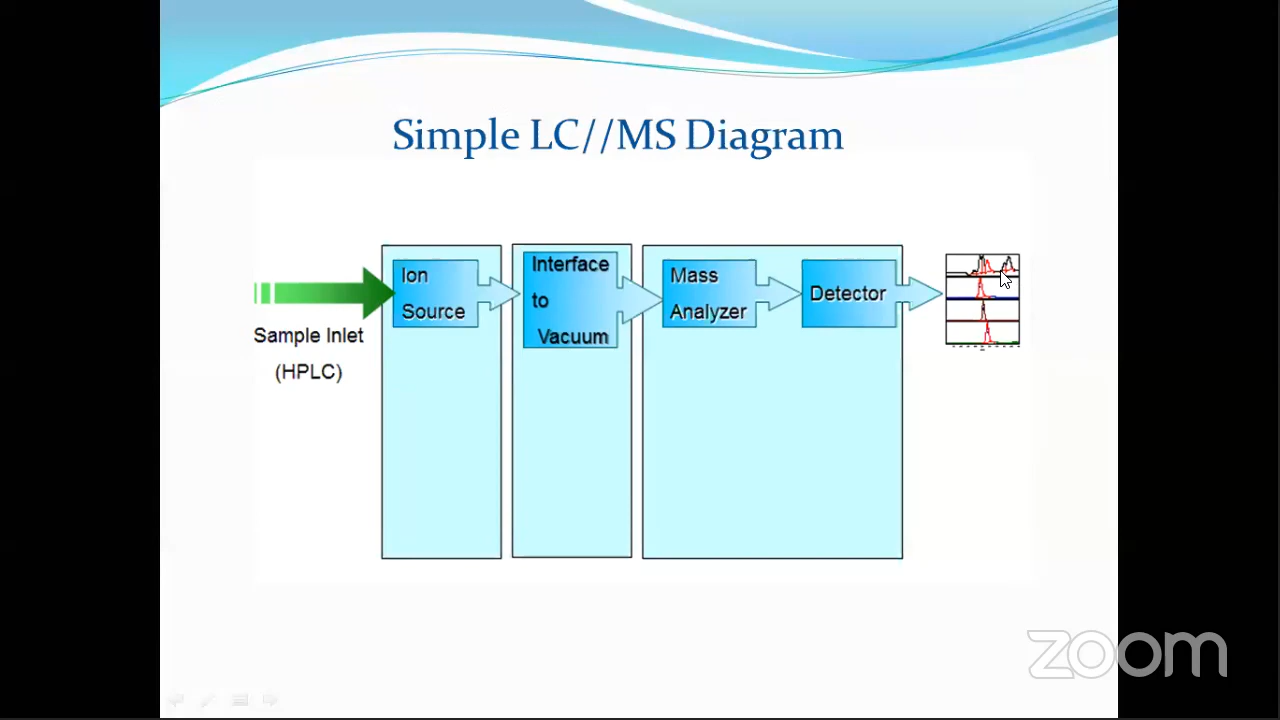 Simple LC//MS Diagram
Sample Inlet
(HPLC)
Ion
Source
Interface
to
Vacuum
Mass
Analyzer
Detector
zoom